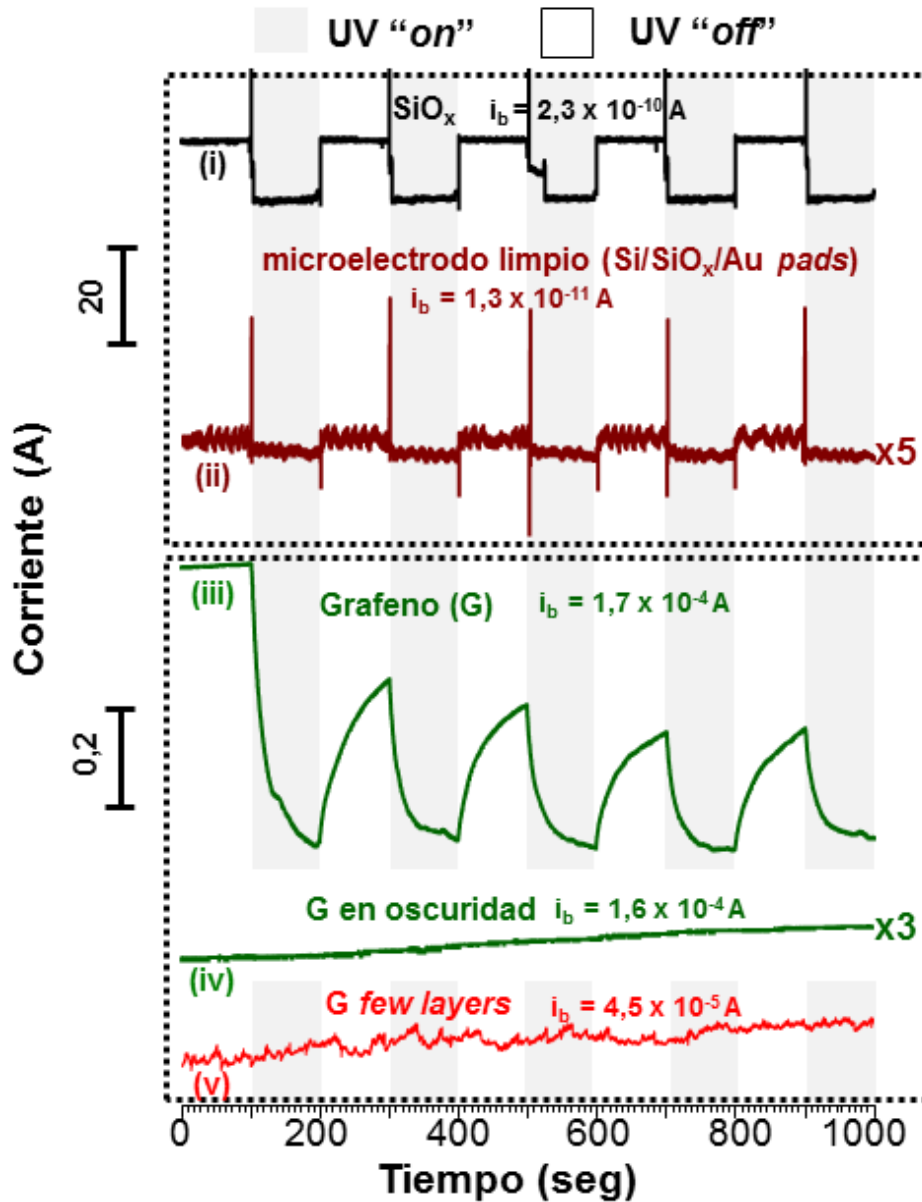 UV “on” UV “off”
SiOx ib = 2,3 x 10-10 A
(i)
microelectrodo limpio (Si/SiOx/Au pads)
ib = 1,3 x 10-11 A
20
x5
(ii)
Corriente (A)
(iii)
Grafeno (G) ib = 1,7 x 10-4 A
0,2
G en oscuridad ib = 1,6 x 10-4 A
x3
(iv)
G few layers ib = 4,5 x 10-5 A
(v)
0 200 400 600 800 1000
Tiempo (seg)